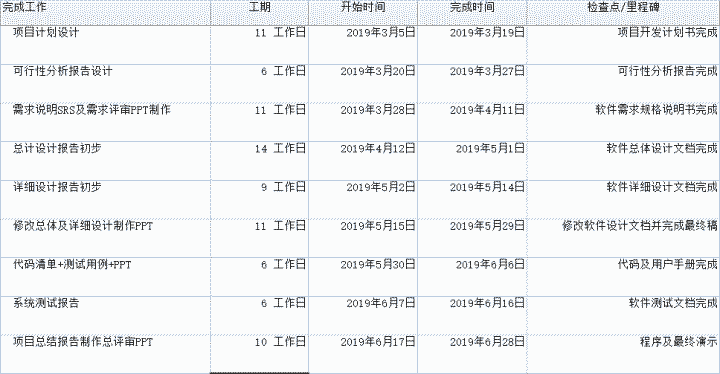 完成工作 工期 开始时间 完成时间 检查点/里程碑
项目计划设计 11 工作日 2019年3月5日 2019年3月19日 项目开发计划书完成
可行性分析报告设计 6 工作日 2019年3月20日 2019年3月27日 可行性分析报告完成
需求说明SRS及需求评审PPT制作 11 工作日 2019年3月28日 2019年4月11日 软件需求规格说明书完成
总计设计报告初步 14 工作日 2019年4月12日 2019年5月1日 软件总体设计文档完成
详细设计报告初步 9 工作日 2019年5月2日 2019年5月14日 软件详细设计文档完成
修改总体及详细设计制作PPT 11 工作日 2019年5月15日 2019年5月29日 修改软件设计文档并完成最终稿
代码清单+测试用例+PPT 6 工作日 2019年5月30日 2019年6月6日 代码及用户手册完成
系统测试报告 6 工作日 2019年6月7日 2019年6月16日 软件测试文档完成
项目总结报告制作总评审PPT 10 工作日 2019年6月17日 2019年6月28日 程序及最终演示